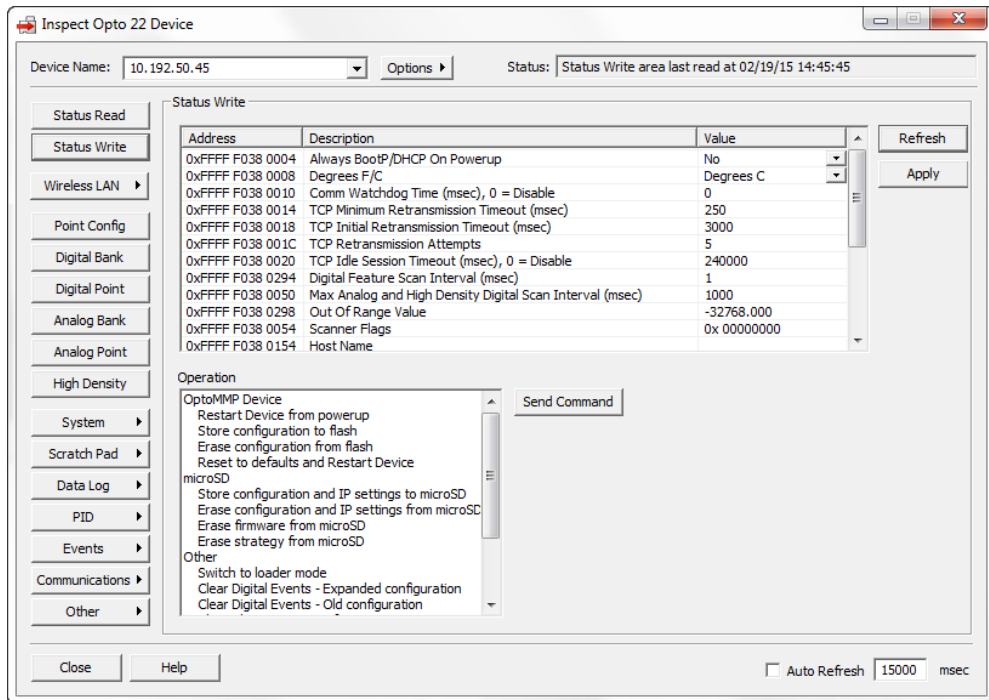 Inspect Opto 22 Device
Device Name: 10.192.50.45 Options Status: Status Write area last read at 02/19/15 14:45:45
Status Read
Status Write
Wireless LAN
Point Config
Digital Bank
Digital Point
Analog Bank
Analog Point
High Density
System
Scratch Pad
Data Log
PID
Events
Communications
Other
Status Write
Address Description Value
0xFFFF F038 0004 Always BootP/DHCP On Powerup No
0xFFFF F038 0008 Degrees F/C Degrees C
0xFFFF F038 0010 Comm Watchdog Time (msec), 0 = Disable 0
0xFFFF F038 0014 TCP Minimum Retransmission Timeout (msec) 250
0xFFFF F038 0018 TCP Initial Retransmission Timeout (msec) 3000
0xFFFF F038 001C TCP Retransmission Attempts 5
0xFFFF F038 0020 TCP Idle Session Timeout (msec), 0 = Disable 240000
0xFFFF F038 0294 Digital Feature Scan Interval (msec) 1
0xFFFF F038 0050 Max Analog and High Density Digital Scan Interval (msec) 1000
0xFFFF F038 0298 Out Of Range Value -32768.000
0xFFFF F038 0054 Scanner Flags 0x 00000000
0xFFFF F038 0154 Host Name
Refresh
Apply
Operation
OptoMMP Device
Restart Device from powerup
Store configuration to flash
Erase configuration from flash
Reset to defaults and Restart Device
microSD
Store configuration and IP settings to microSD
Erase configuration and IP settings from microSD
Erase firmware from microSD
Erase strategy from microSD
Other
Switch to loader mode
Clear Digital Events - Expanded configuration
Clear Digital Events - Old configuration
Send Command
Close Help Auto Refresh 15000 msec